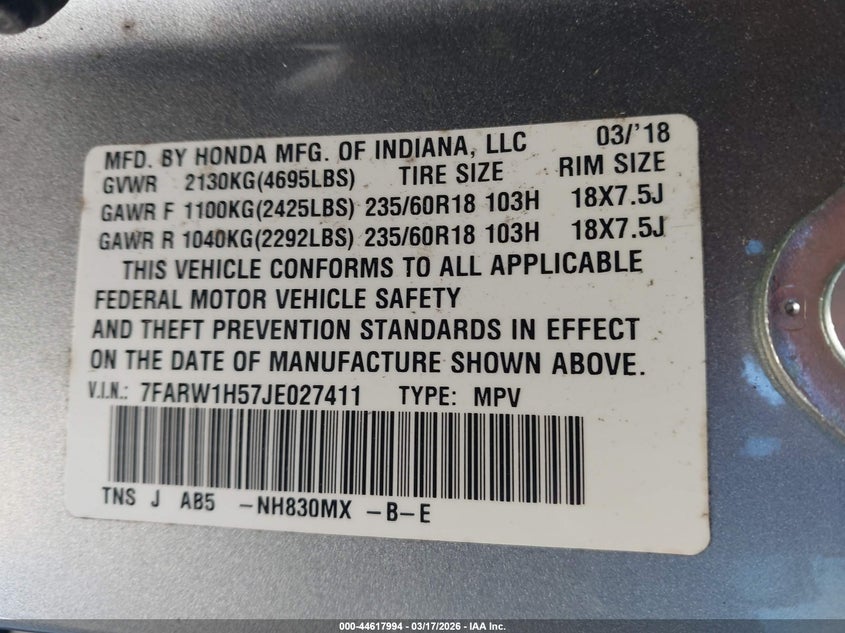 MFD. BY HONDA MFG. OF INDIANA, LLC 03/'18
GVWR 2130KG(4695LBS) TIRE SIZE RIM SIZE
GAWR F 1100KG(2425LBS) 235/60R18 103H 18X7.5J
GAWR R 1040KG(2292LBS) 235/60R18 103H 18X7.5J
THIS VEHICLE CONFORMS TO ALL APPLICABLE
FEDERAL MOTOR VEHICLE SAFETY
AND THEFT PREVENTION STANDARDS IN EFFECT
ON THE DATE OF MANUFACTURE SHOWN ABOVE.
V.I.N.: 7FARW1H57JE027411 TYPE: MPV
TNS J AB5 -NH830MX -B-E
000-44617994 | 03/17/2026 - IAA Inc.